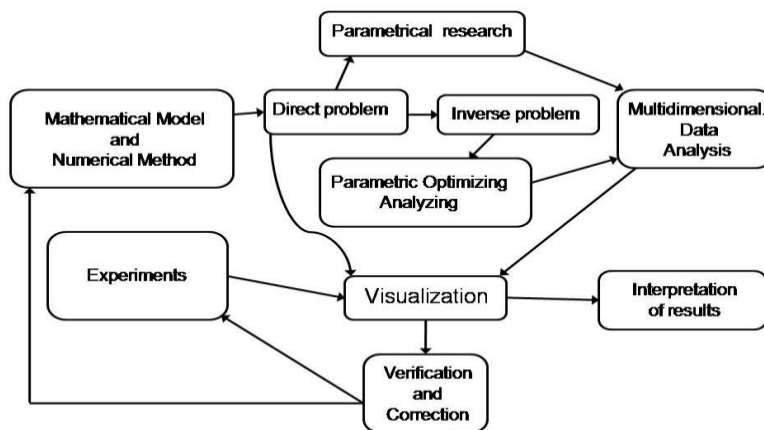 Parametrical research
Mathematical Model
and
Numerical Method
Direct problem
Inverse problem
Multidimensional.
Data
Analysis
Parametric Optimizing
Analyzing
Experiments
Visualization
Interpretation
of results
Verification
and
Correction